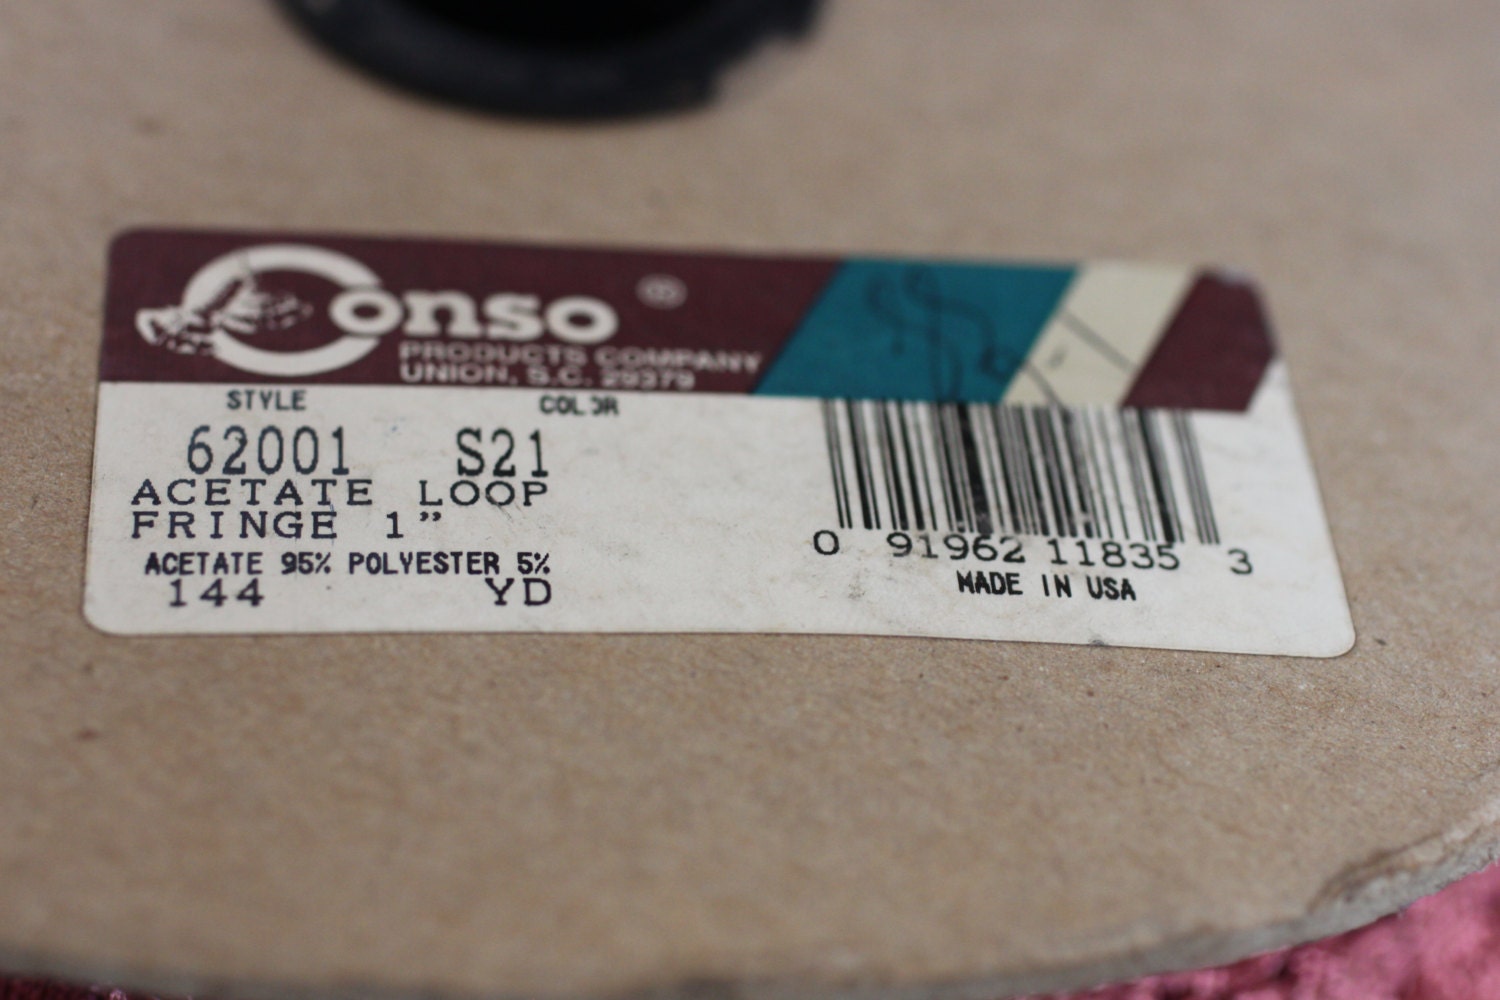 Conso ®
PRODUCTS COMPANY
UNION, S.C. 29379
STYLE COLOR
62001 S21
ACETATE LOOP
FRINGE 1"
ACETATE 95% POLYESTER 5%
144 YD
0 91962 11835 3
MADE IN USA